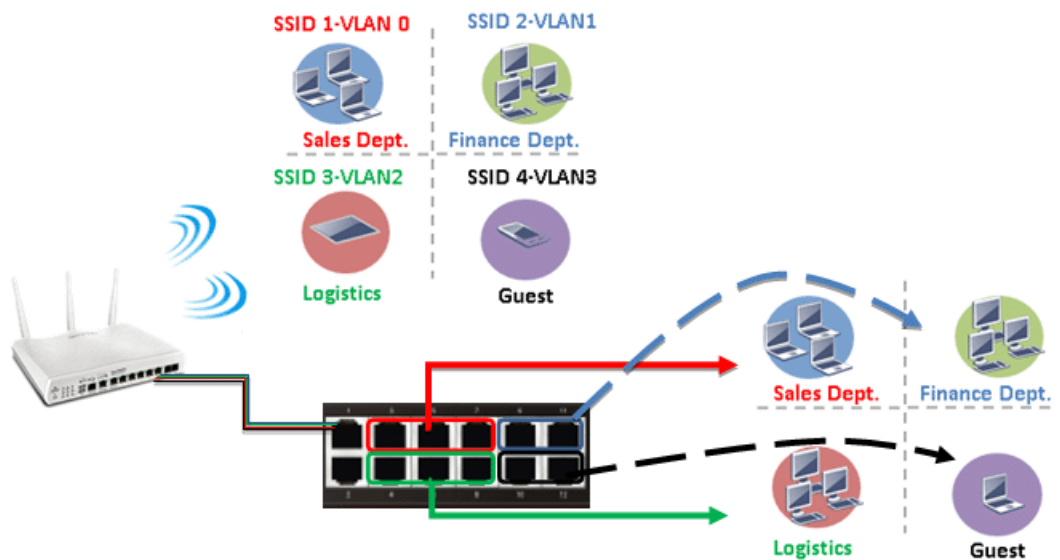 SSID 1-VLAN 0
SSID 2-VLAN1
Sales Dept.
Finance Dept.
SSID 3-VLAN2
SSID 4-VLAN3
Logistics
Guest
Sales Dept.
Finance Dept.
Logistics
Guest